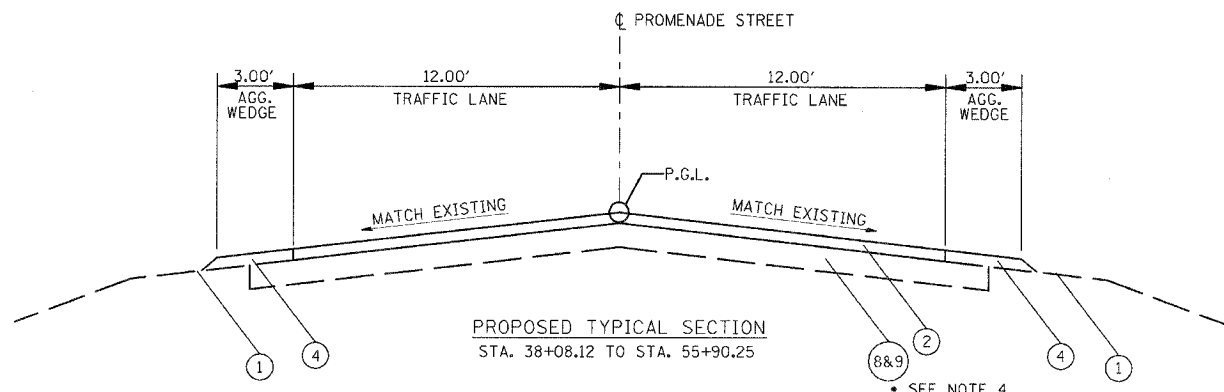 ℄ PROMENADE STREET
3.00' 12.00' 12.00' 3.00'
AGG. WEDGE TRAFFIC LANE TRAFFIC LANE AGG. WEDGE
P.G.L.
MATCH EXISTING MATCH EXISTING
PROPOSED TYPICAL SECTION
STA. 38+08.12 TO STA. 55+90.25
1 4 8&9 2 4 1
• SEE NOTE 4